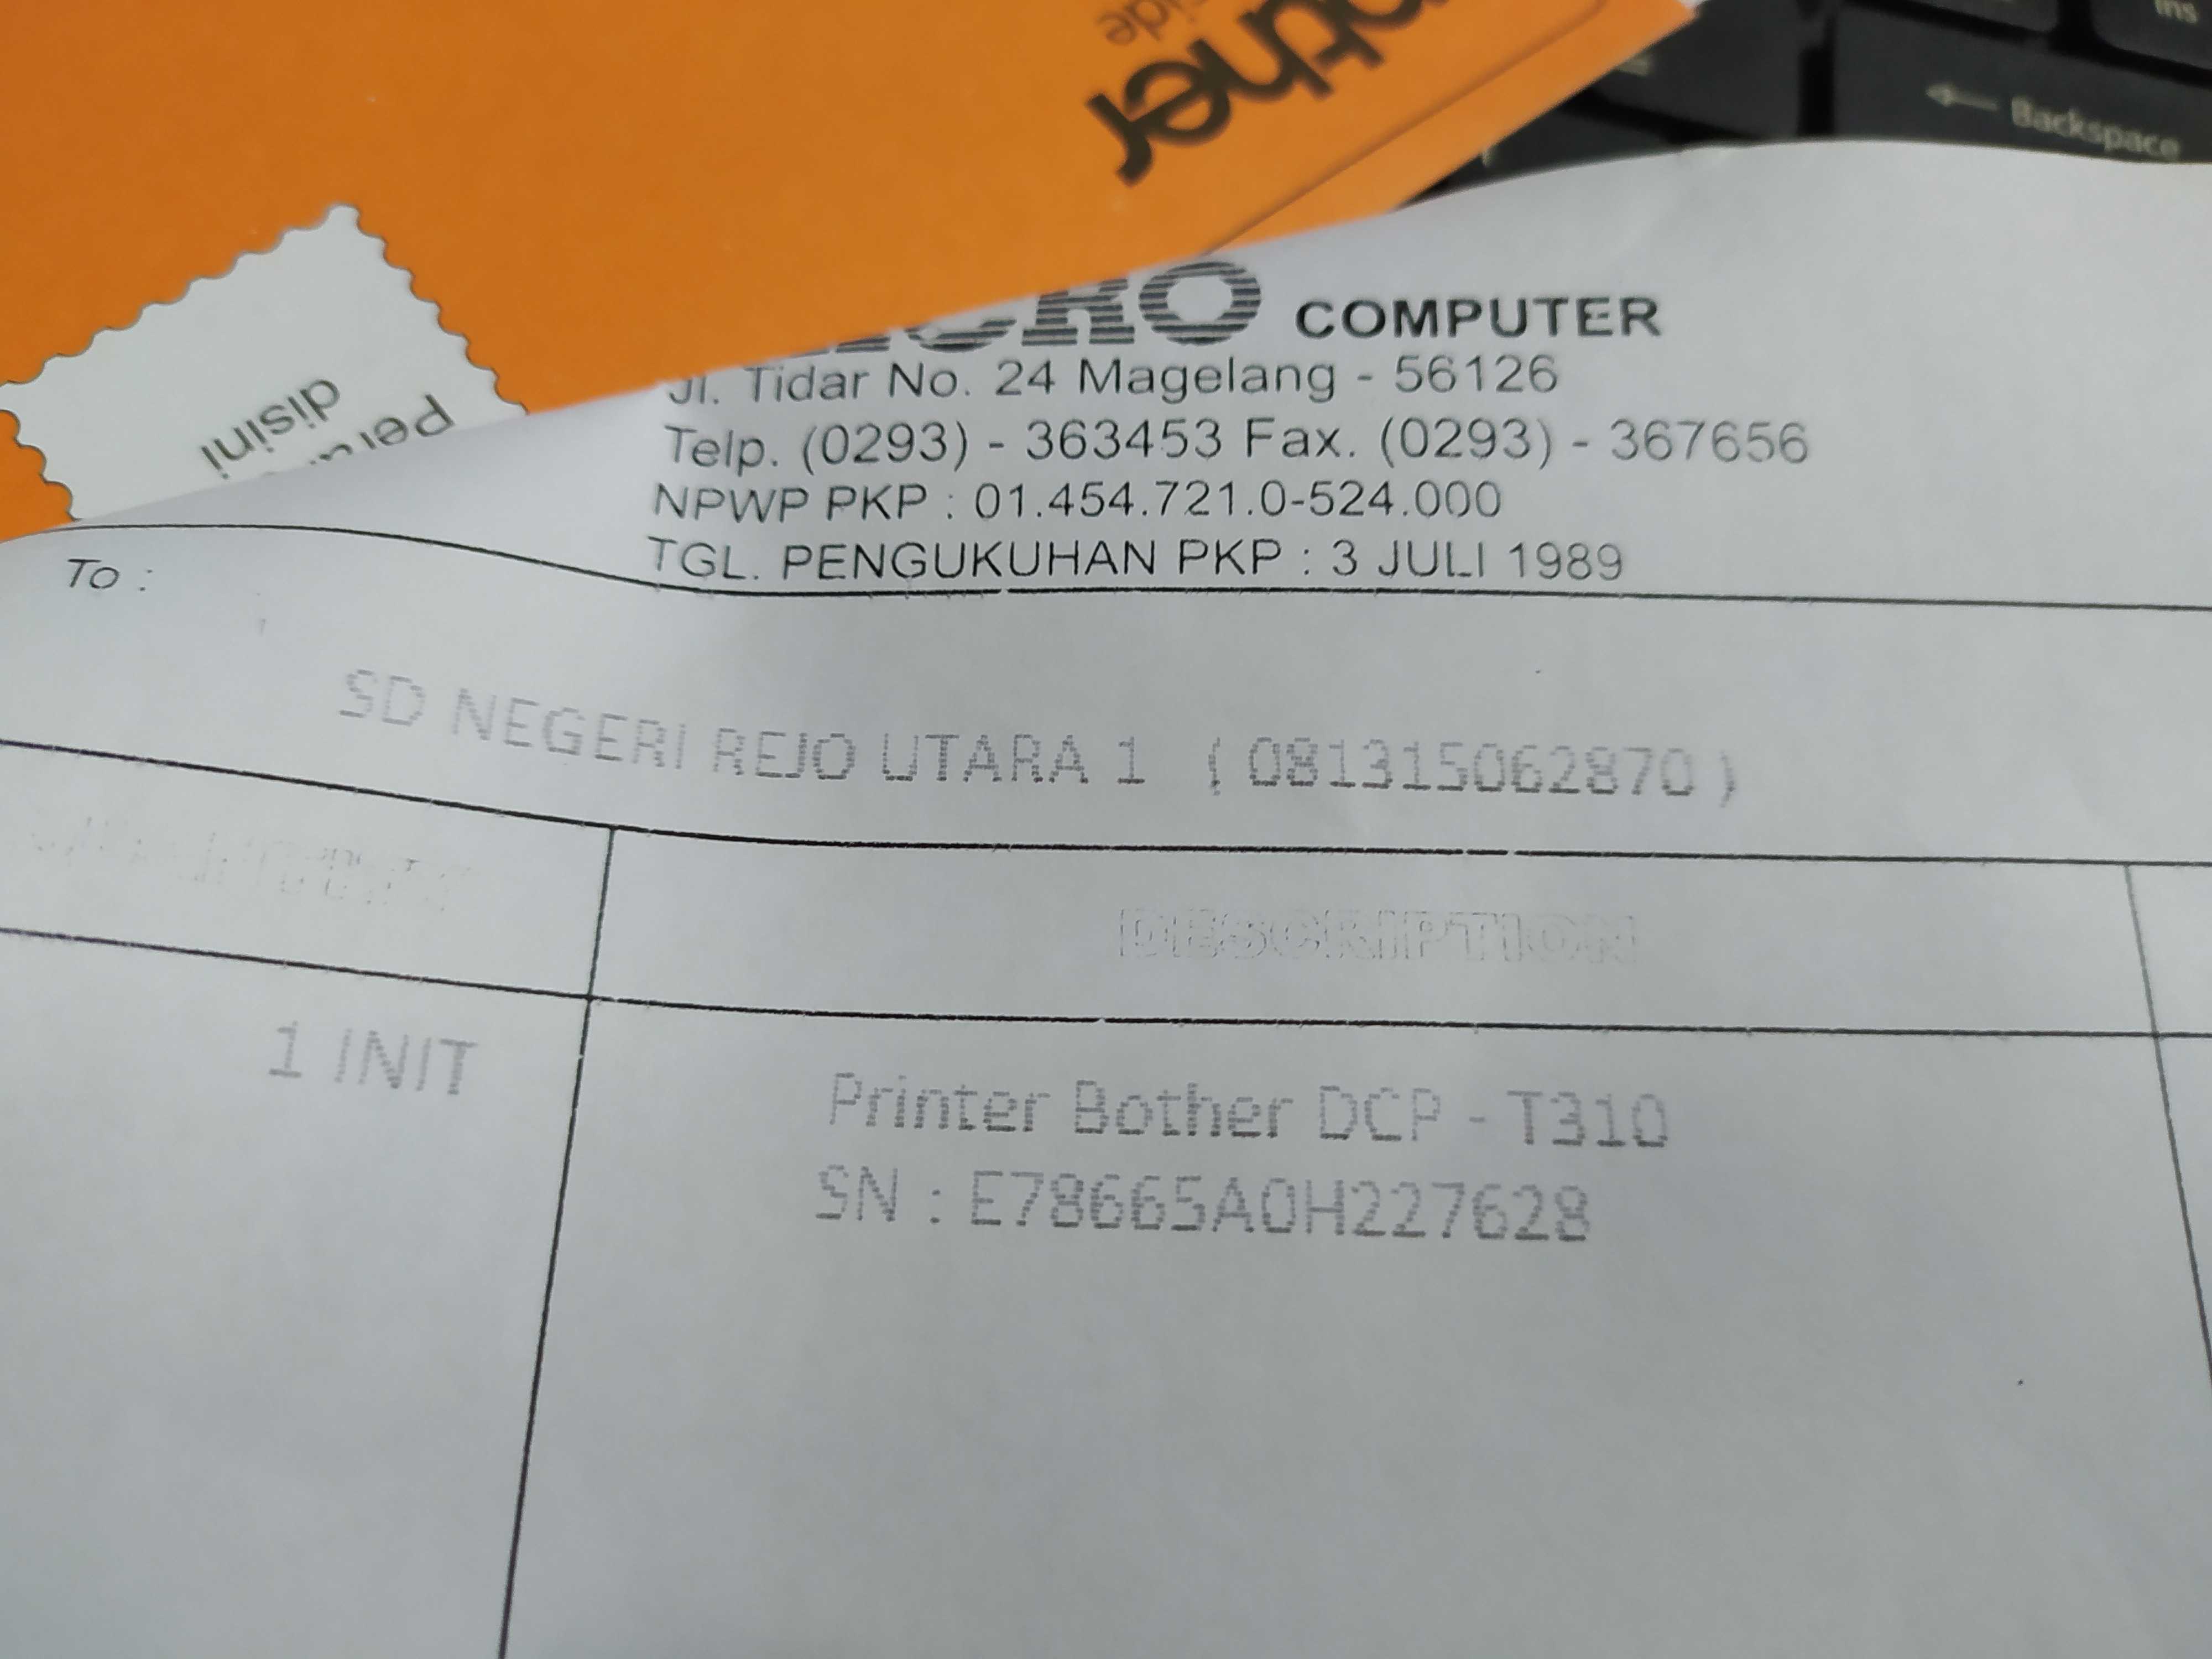 COMPUTER
Jl. Tidar No. 24 Magelang - 56126
Telp. (0293) - 363453 Fax. (0293) - 367656
NPWP PKP : 01.454.721.0-524.000
TGL. PENGUKUHAN PKP : 3 JULI 1989
To :
SD NEGERI REJO UTARA 1 ( 081315062870 )
DESCRIPTION
1 INIT
Printer Bother DCP - T310
SN : E78665A0H227628
disini
Backspace
Ins